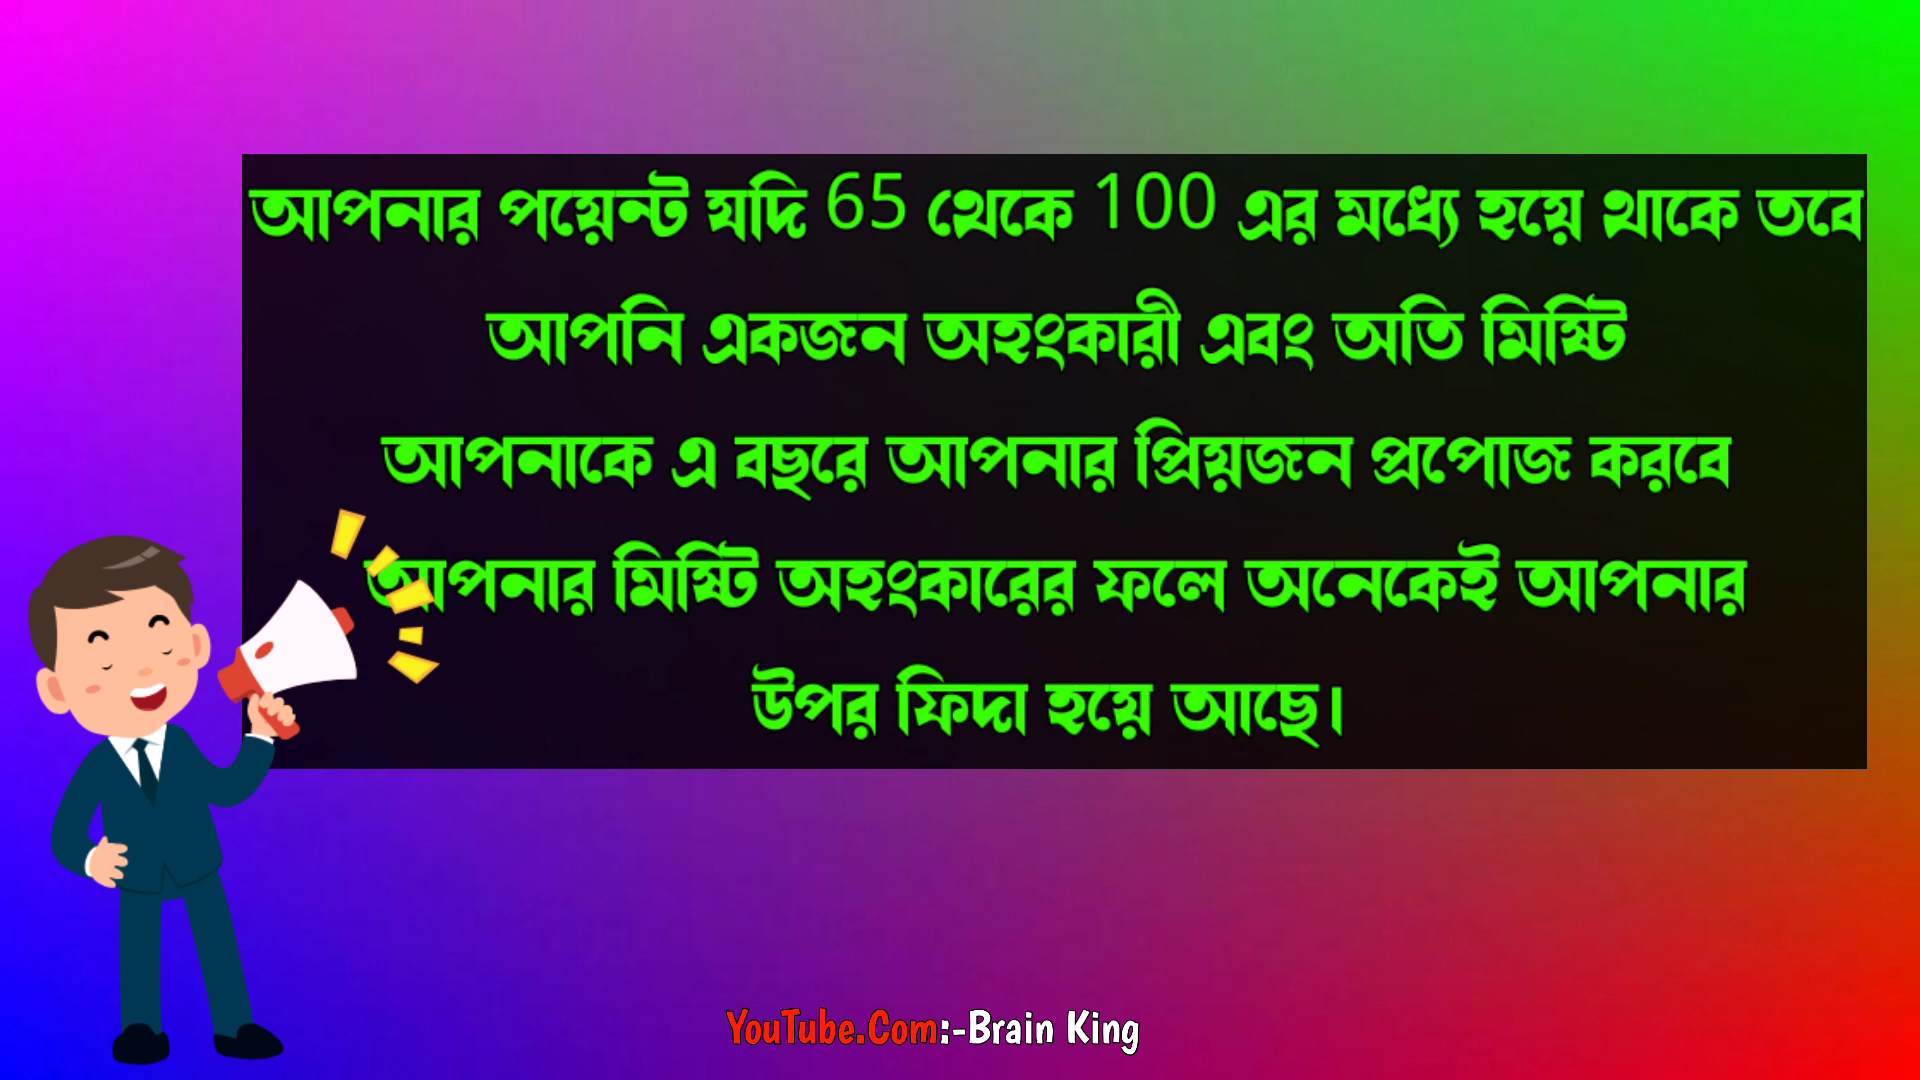 আপনার পয়েন্ট যদি 65 থেকে 100 এর মধ্যে হয়ে থাকে তবে
আপনি একজন অহংকারী এবং অতি মিষ্টি
আপনাকে এ বছরে আপনার প্রিয়জন প্রপোজ করবে
আপনার মিষ্টি অহংকারের ফলে অনেকেই আপনার
উপর ফিদা হয়ে আছে।
YouTube.Com:-Brain King